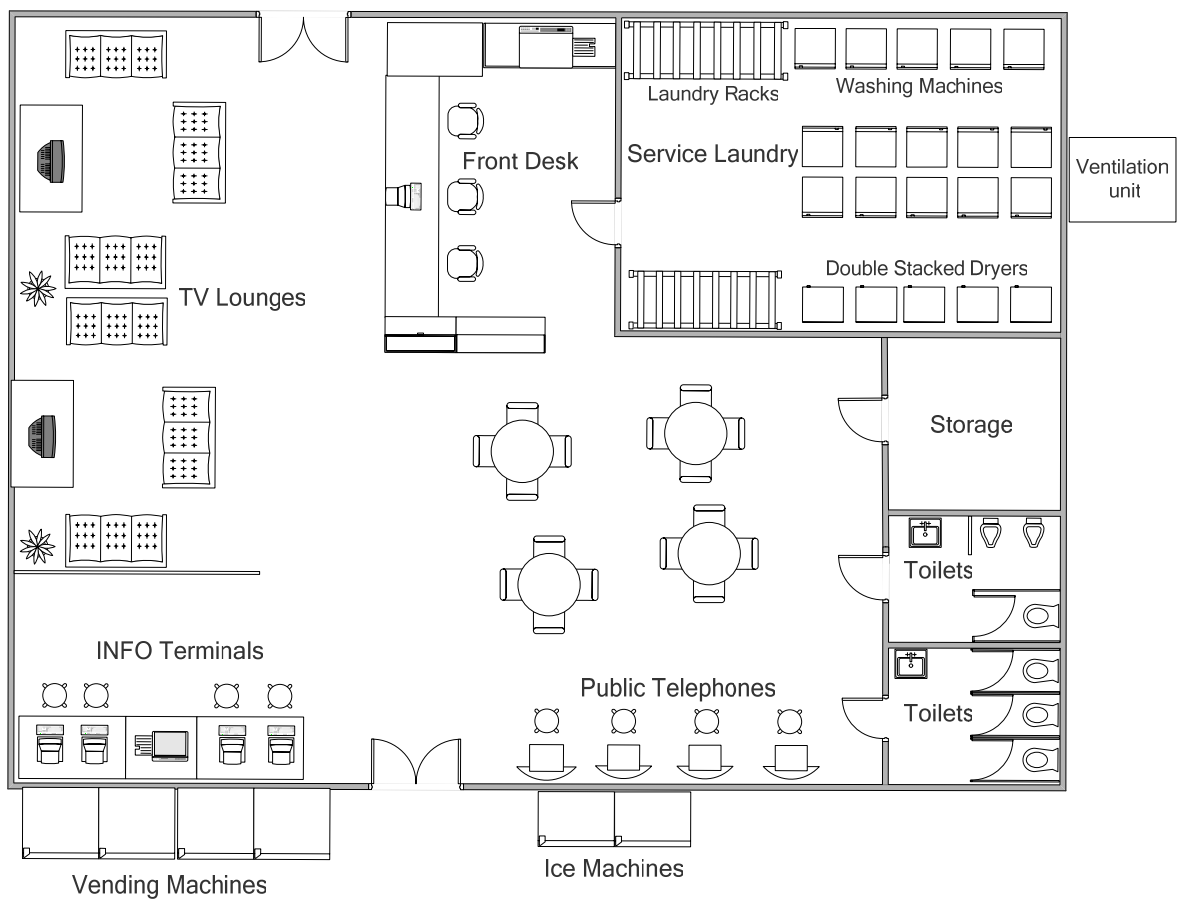 Laundry Racks
Washing Machines
Front Desk
Service Laundry
Ventilation
unit
Double Stacked Dryers
TV Lounges
Storage
Toilets
INFO Terminals
Public Telephones
Toilets
Vending Machines
Ice Machines